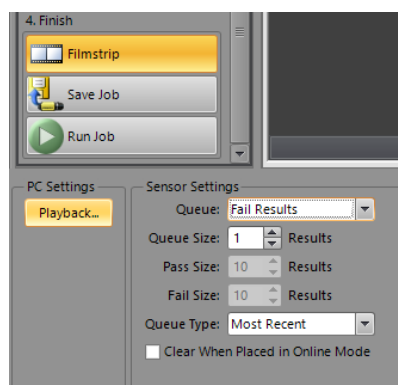 4. Finish
Filmstrip
Save Job
Run Job
PC Settings
Playback...
Sensor Settings
Queue: Fail Results
Queue Size: 1 Results
Pass Size: 10 Results
Fail Size: 10 Results
Queue Type: Most Recent
Clear When Placed in Online Mode